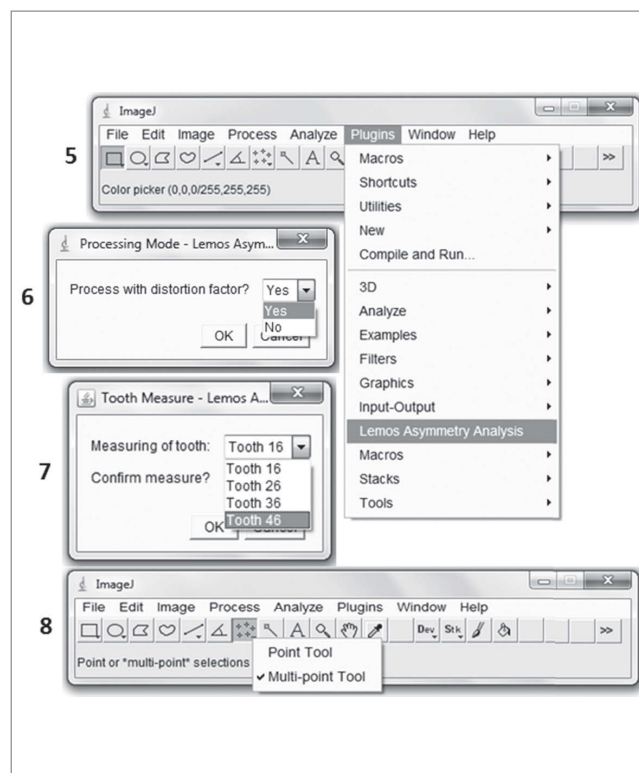 5
ImageJ
File Edit Image Process Analyze Plugins Window Help
Color picker (0,0,0/255,255,255)
Macros
Shortcuts
Utilities
New
Compile and Run...
3D
Analyze
Examples
Filters
Graphics
Input-Output
Lemos Asymmetry Analysis
Macros
Stacks
Tools
6
Processing Mode - Lemos Asym...
Process with distortion factor? Yes
Yes
No
OK Cancel
7
Tooth Measure - Lemos A...
Measuring of tooth: Tooth 16
Confirm measure?
Tooth 16
Tooth 26
Tooth 36
Tooth 46
OK
8
ImageJ
File Edit Image Process Analyze Plugins Window Help
A Dev Stk >>
Point or *multi-point* selections
Point Tool
Multi-point Tool